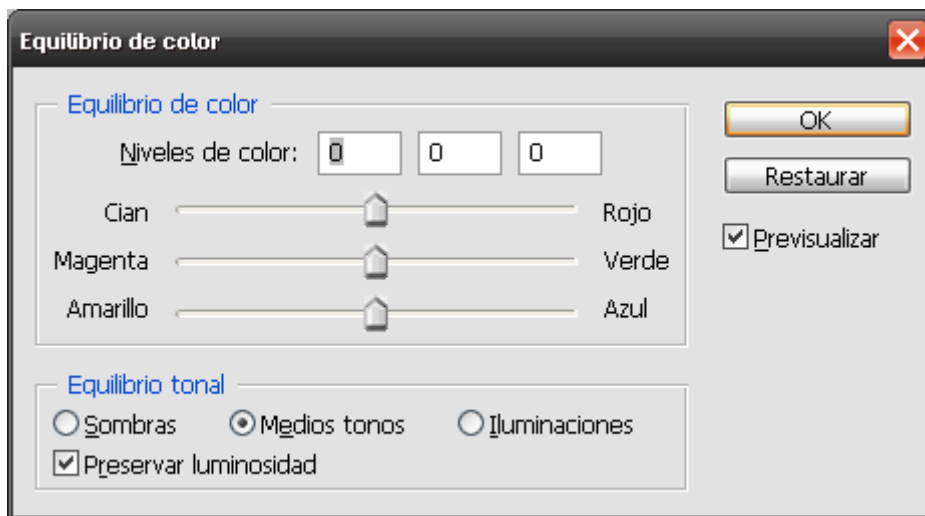 Equilibrio de color
Equilibrio de color
Niveles de color: 0 0 0
OK
Restaurar
Cian Rojo
Previsualizar
Magenta Verde
Amarillo Azul
Equilibrio tonal
Sombras Medios tonos Iluminaciones
Preservar luminosidad